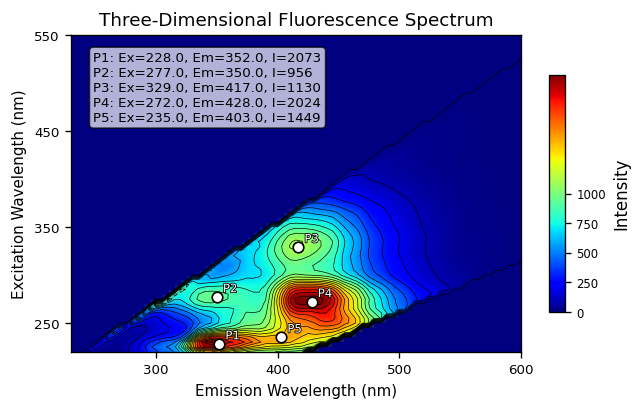 Three-Dimensional Fluorescence Spectrum
P1: Ex=228.0, Em=352.0, I=2073
P2: Ex=277.0, Em=350.0, I=956
P3: Ex=329.0, Em=417.0, I=1130
P4: Ex=272.0, Em=428.0, I=2024
P5: Ex=235.0, Em=403.0, I=1449
Excitation Wavelength (nm)
550
450
350
250
P3
P2
P4
P5
P1
300
400
500
600
Emission Wavelength (nm)
1000
750
500
250
0
Intensity